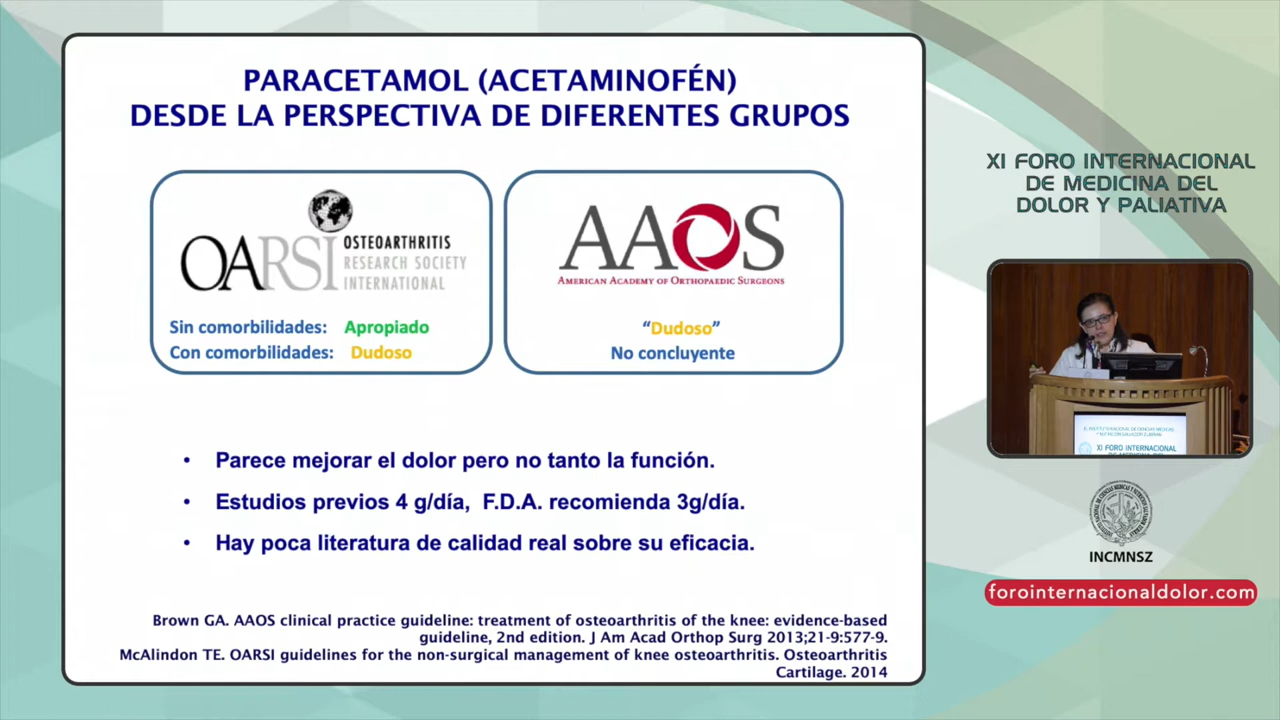 PARACETAMOL (ACETAMINOFÉN)
DESDE LA PERSPECTIVA DE DIFERENTES GRUPOS
OARSI
OSTEOARTHRITIS
RESEARCH SOCIETY
INTERNATIONAL
Sin comorbilidades: Apropiado
Con comorbilidades: Dudoso
AAOS
AMERICAN ACADEMY OF ORTHOPAEDIC SURGEONS
“Dudoso”
No concluyente
• Parece mejorar el dolor pero no tanto la función.
• Estudios previos 4 g/día, F.D.A. recomienda 3g/día.
• Hay poca literatura de calidad real sobre su eficacia.
Brown GA. AAOS clinical practice guideline: treatment of osteoarthritis of the knee: evidence-based
guideline, 2nd edition. J Am Acad Orthop Surg 2013;21-9:577-9.
McAlindon TE. OARSI guidelines for the non-surgical management of knee osteoarthritis. Osteoarthritis
Cartilage. 2014
XI FORO INTERNACIONAL
DE MEDICINA DEL
DOLOR Y PALIATIVA
XI FORO INTERNACIONAL
INCMNSZ
forointernacionaldolor.com